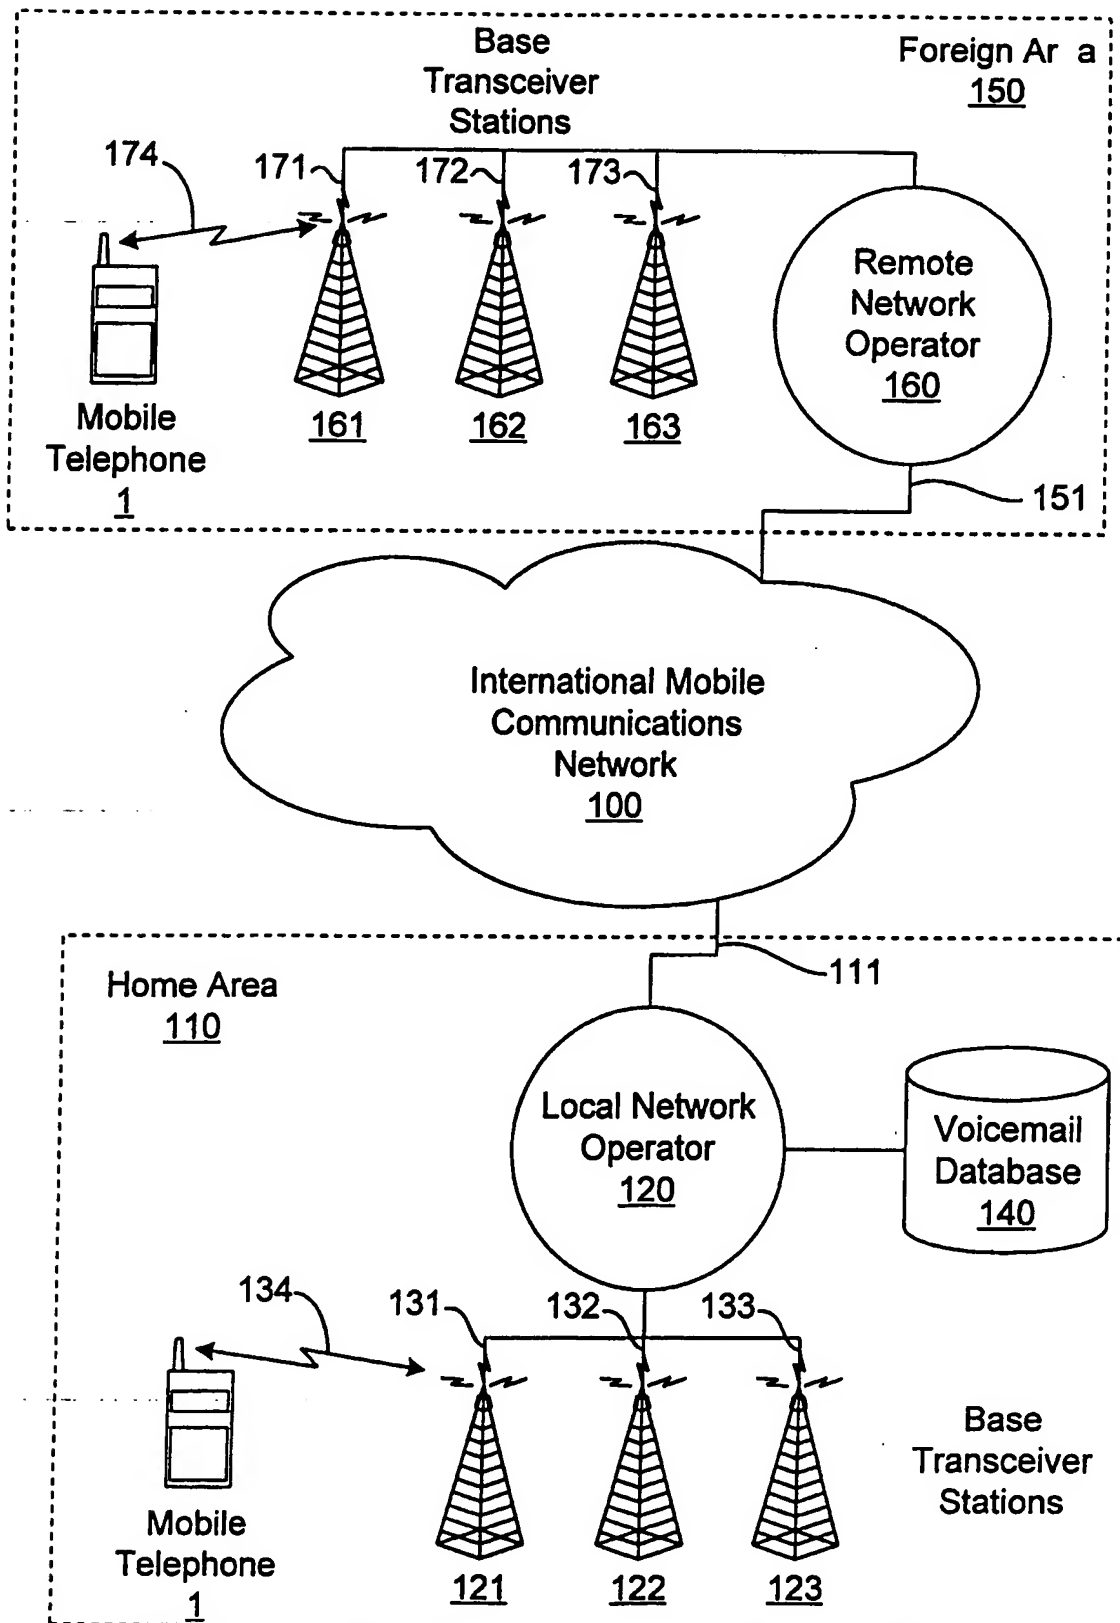 Base
Transceiver
Stations
Foreign Ar a
150
174
171
172
173
Remote
Network
Operator
160
Mobile
Telephone
1
161
162
163
151
International Mobile
Communications
Network
100
111
Home Area
110
Local Network
Operator
120
Voicemail
Database
140
134
131
132
133
Base
Transceiver
Stations
Mobile
Telephone
1
121
122
123